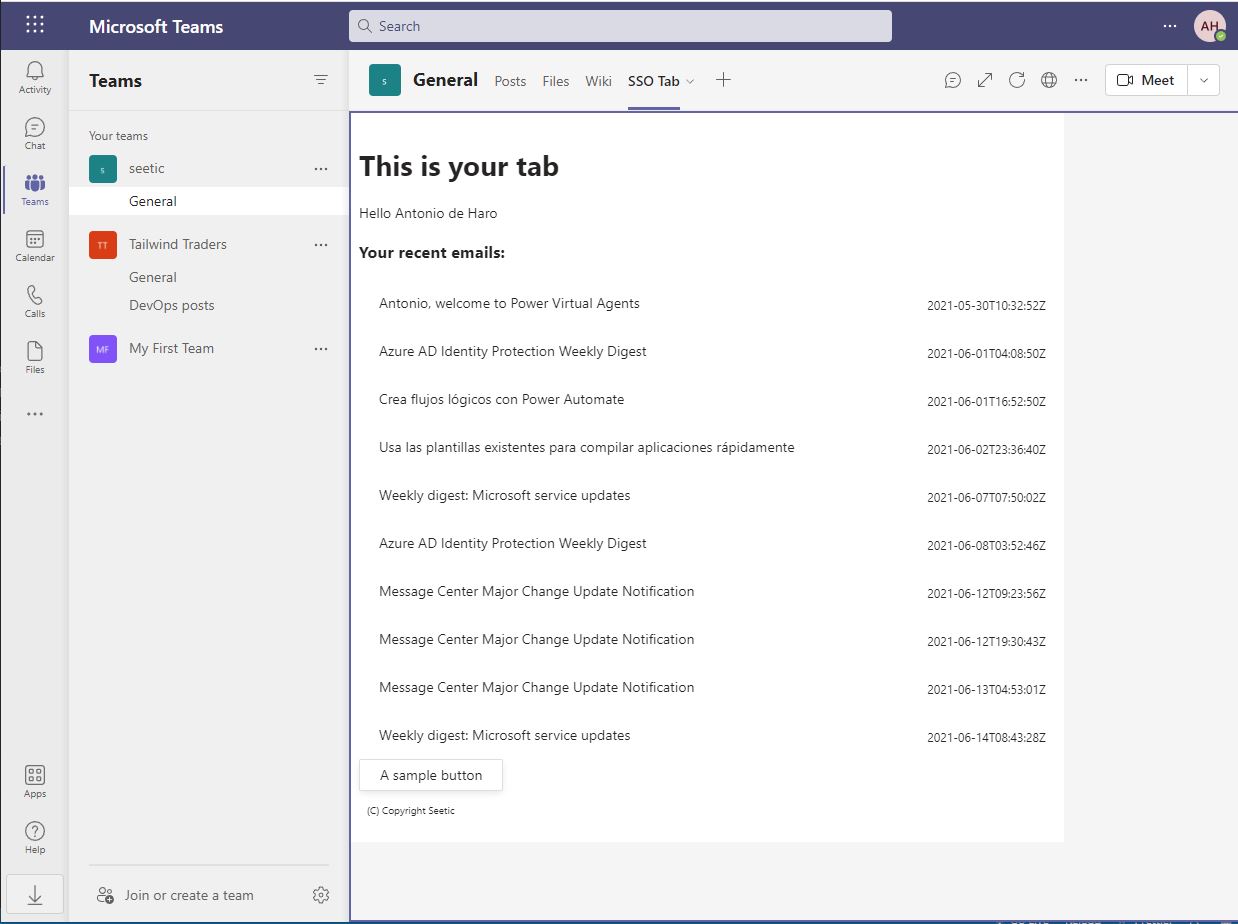 Microsoft Teams
Search
AH
Activity
Chat
Teams
Calendar
Calls
Files
Apps
Help
Teams
Your teams
s seetic
General
TT Tailwind Traders
General
DevOps posts
MF My First Team
Join or create a team
s General Posts Files Wiki SSO Tab Meet
This is your tab
Hello Antonio de Haro
Your recent emails:
Antonio, welcome to Power Virtual Agents 2021-05-30T10:32:52Z
Azure AD Identity Protection Weekly Digest 2021-06-01T04:08:50Z
Crea flujos lógicos con Power Automate 2021-06-01T16:52:50Z
Usa las plantillas existentes para compilar aplicaciones rápidamente 2021-06-02T23:36:40Z
Weekly digest: Microsoft service updates 2021-06-07T07:50:02Z
Azure AD Identity Protection Weekly Digest 2021-06-08T03:52:46Z
Message Center Major Change Update Notification 2021-06-12T09:23:56Z
Message Center Major Change Update Notification 2021-06-12T19:30:43Z
Message Center Major Change Update Notification 2021-06-13T04:53:01Z
Weekly digest: Microsoft service updates 2021-06-14T08:43:28Z
A sample button
(C) Copyright Seetic